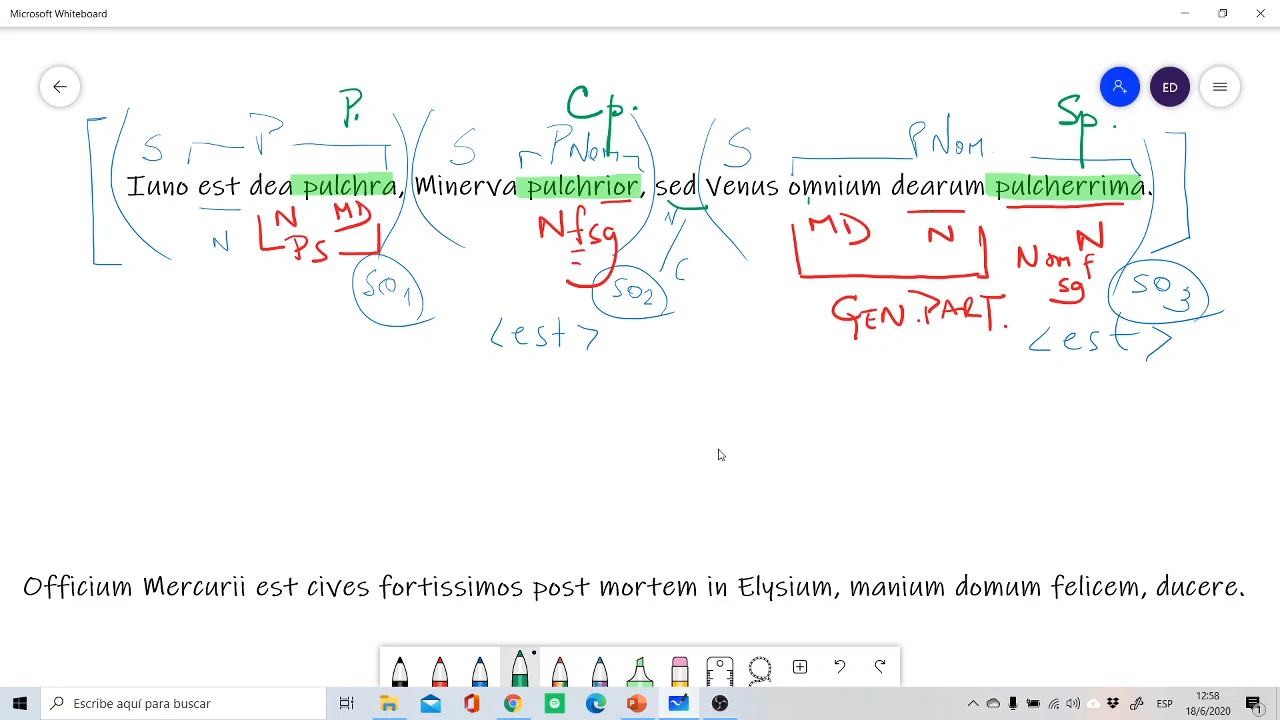 Microsoft Whiteboard
ED
P. Cp. Sp.
S P S PNom S PNom.
Iuno est dea pulchra, Minerva pulchrior, sed Venus omnium dearum pulcherrima.
N N MD N f sg N MD N N
PS C Nom f
sg
SO1 SO2 GEN. PART. SO3
<est> <est>
Officium Mercurii est cives fortissimos post mortem in Elysium, manium domum felicem, ducere.
Escribe aquí para buscar
ESP
12:58
18/6/2020
1